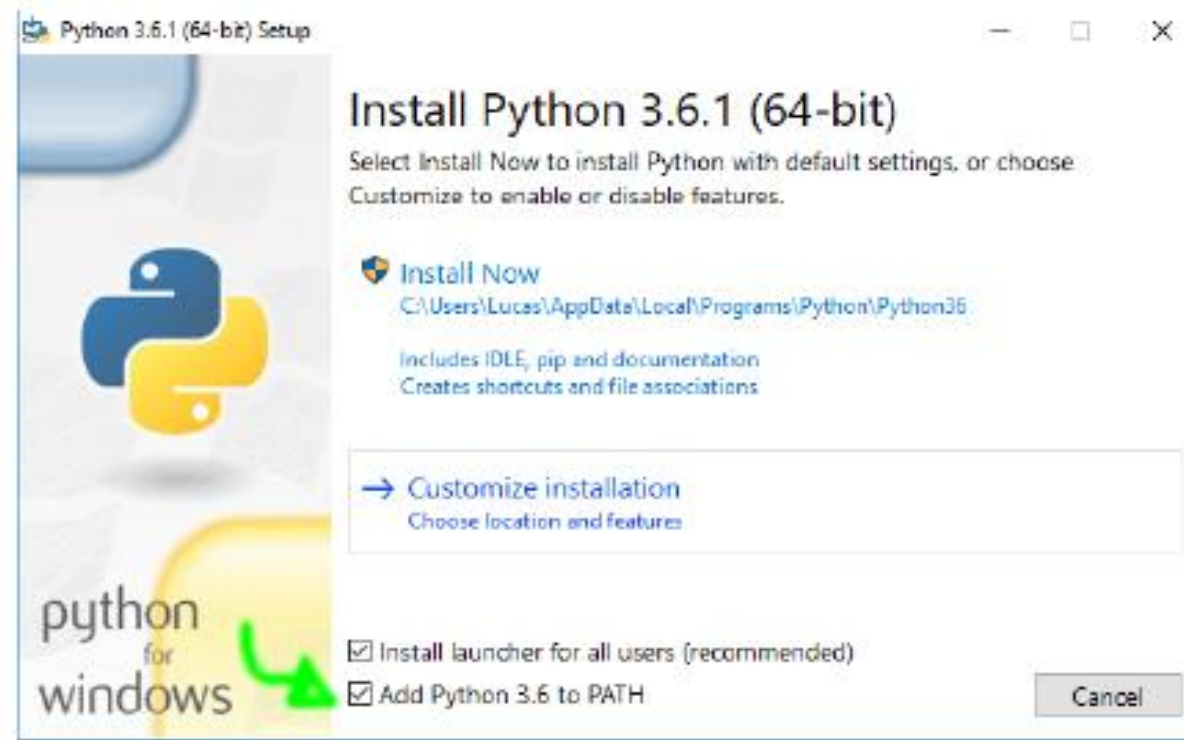 Python 3.6.1 (64-bit) Setup
Install Python 3.6.1 (64-bit)
Select Install Now to install Python with default settings, or choose
Customize to enable or disable features.
Install Now
C:\Users\Lucas\AppData\Local\Programs\Python\Python36
Includes IDLE, pip and documentation
Creates shortcuts and file associations
Customize installation
Choose location and features
python
for
windows
Install launcher for all users (recommended)
Add Python 3.6 to PATH
Cancel